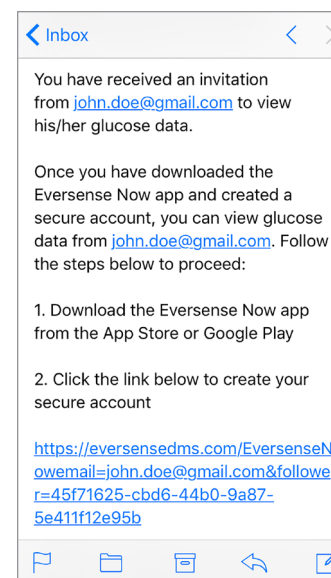 Inbox
You have received an invitation
from john.doe@gmail.com to view
his/her glucose data.
Once you have downloaded the
Eversense Now app and created a
secure account, you can view glucose
data from john.doe@gmail.com. Follow
the steps below to proceed:
1. Download the Eversense Now app
from the App Store or Google Play
2. Click the link below to create your
secure account
https://eversensedms.com/EversenseN
owemail=john.doe@gmail.com&followe
r=45f71625-cbd6-44b0-9a87-
5e411f12e95b